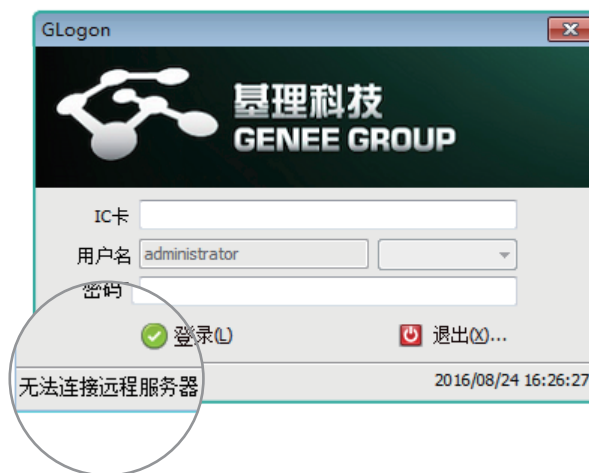 GLogon
基理科技
GENEE GROUP
IC卡
用户名 administrator
密码
登录(L) 退出(X)...
无法连接远程服务器 2016/08/24 16:26:27